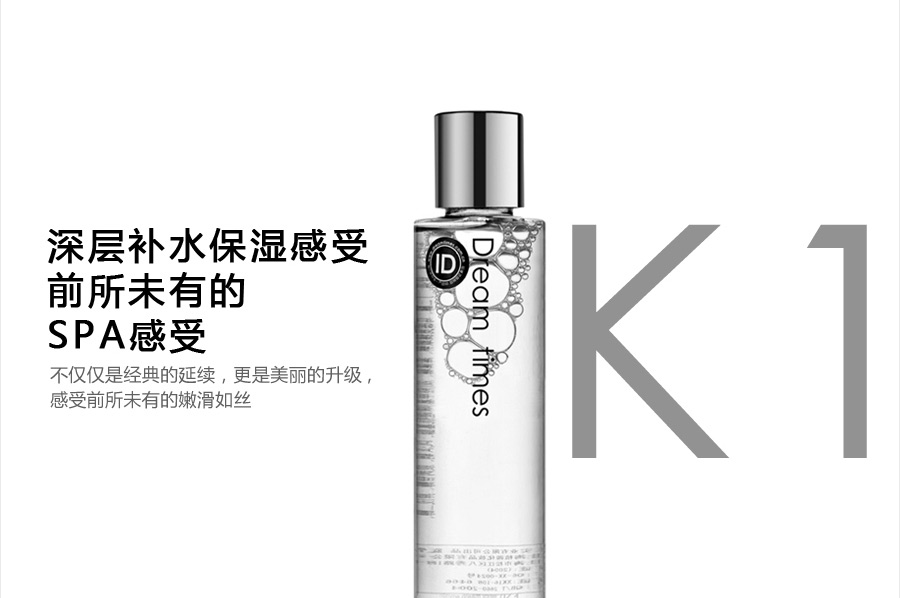 深层补水保湿感受
前所未有的
SPA感受
不仅仅是经典的延续，更是美丽的升级，
感受前所未有的嫩滑如丝
ID
Dream times
K1